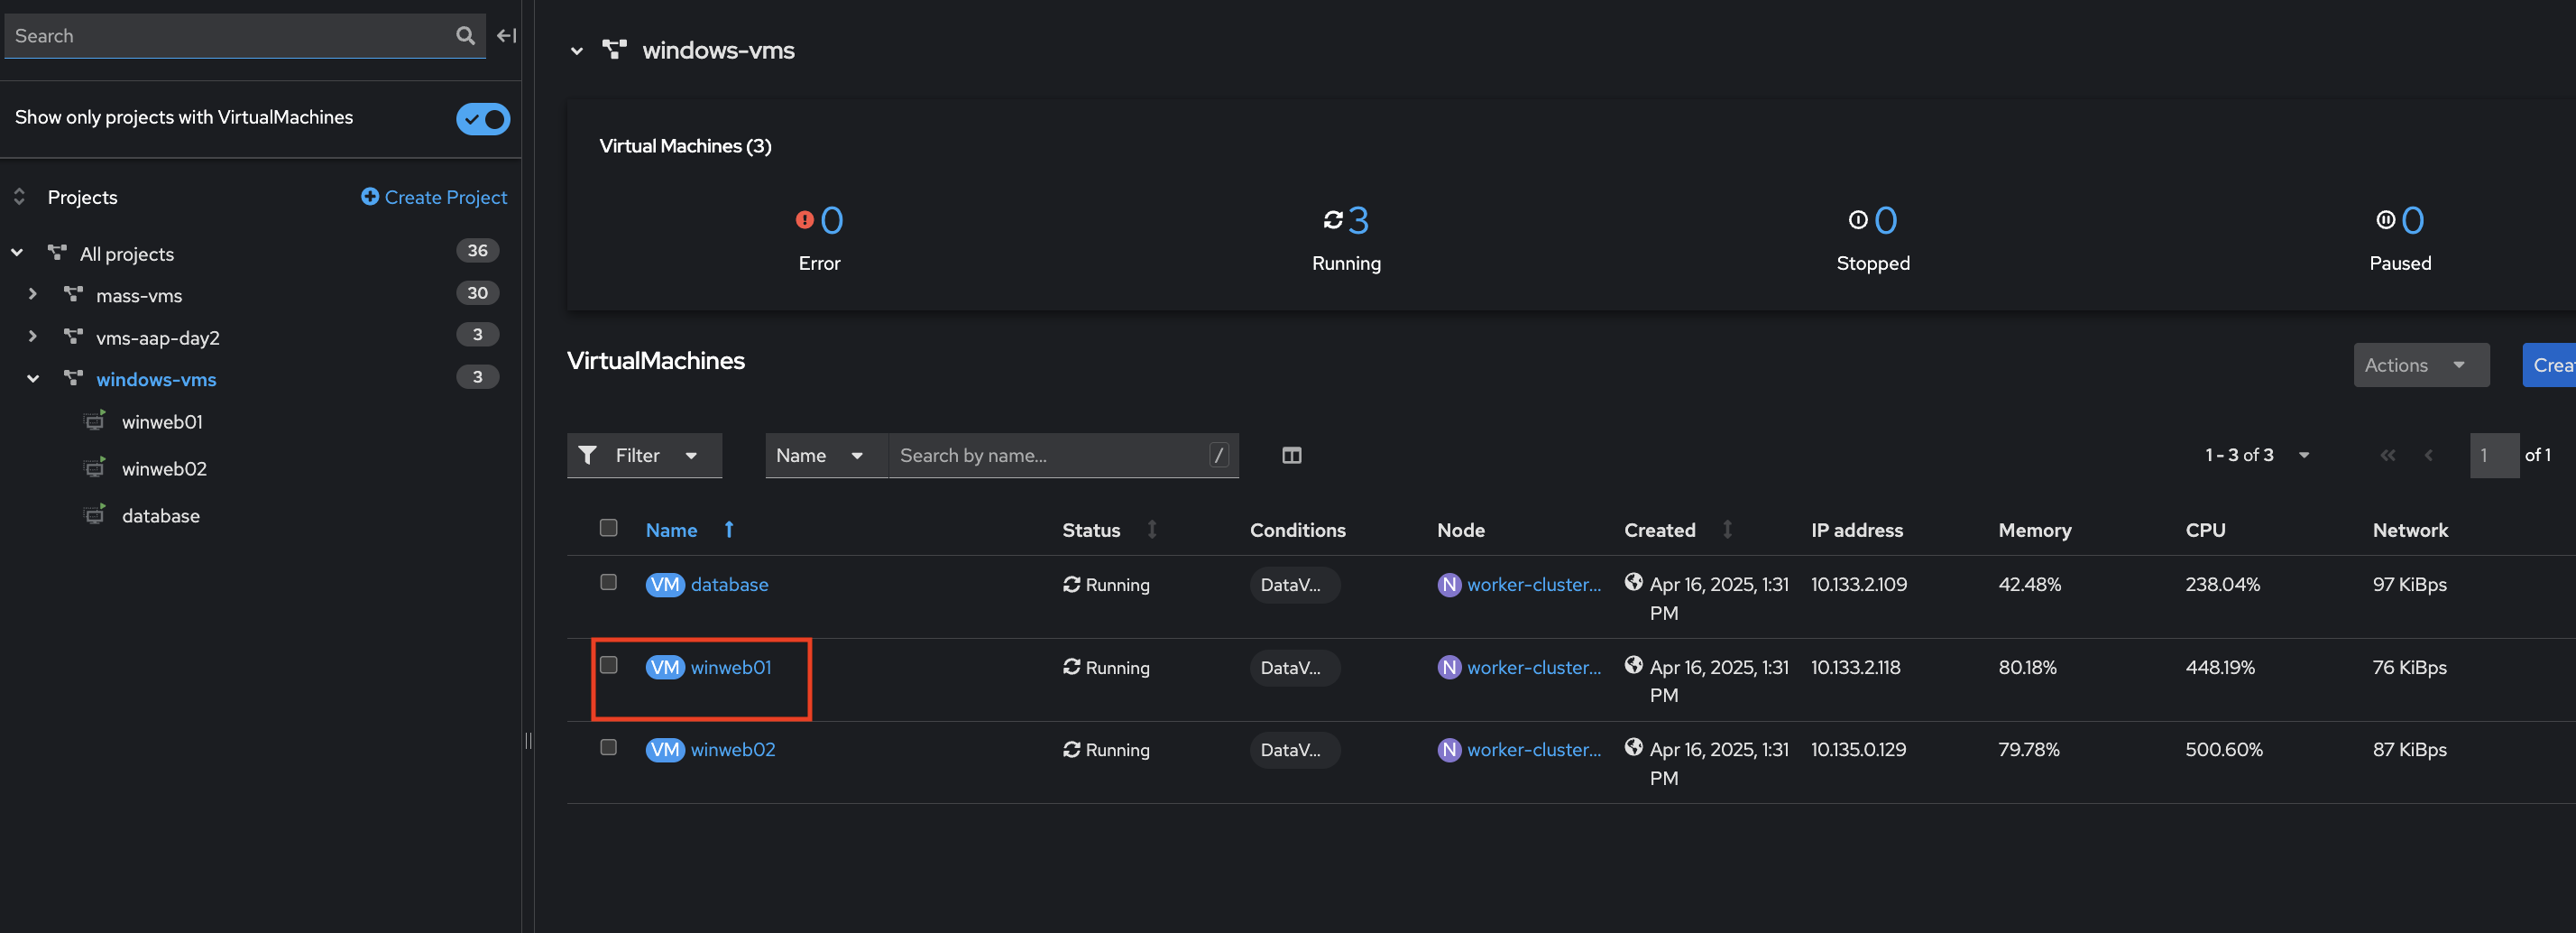 Search
Show only projects with VirtualMachines
Projects
Create Project
All projects 36
mass-vms 30
vms-aap-day2 3
windows-vms 3
winweb01
winweb02
database
windows-vms
Virtual Machines (3)
0 3 0 0
Error Running Stopped Paused
VirtualMachines
Actions
Crea
Filter Name Search by name... / 1 - 3 of 3 1 of 1
Name Status Conditions Node Created IP address Memory CPU Network
VM database Running DataV... N worker-cluster... Apr 16, 2025, 1:31 10.133.2.109 42.48% 238.04% 97 KiBps
PM
VM winweb01 Running DataV... N worker-cluster... Apr 16, 2025, 1:31 10.133.2.118 80.18% 448.19% 76 KiBps
PM
VM winweb02 Running DataV... N worker-cluster... Apr 16, 2025, 1:31 10.135.0.129 79.78% 500.60% 87 KiBps
PM